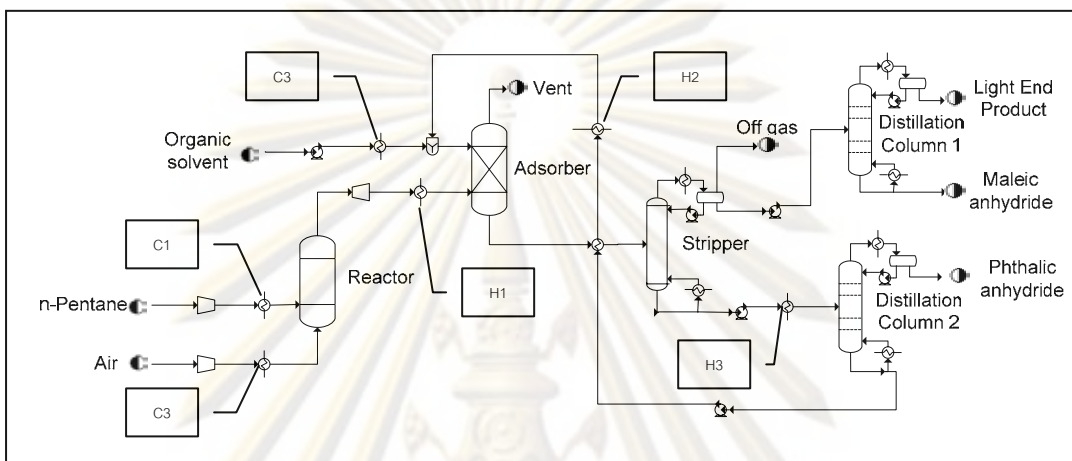 C3
H2
Vent
Light End
Product
Organic
solvent
Off gas
Distillation
Column 1
Adsorber
Maleic
anhydride
C1
Stripper
Reactor
H1
Phthalic
anhydride
n-Pentane
Distillation
Column 2
Air
H3
C3